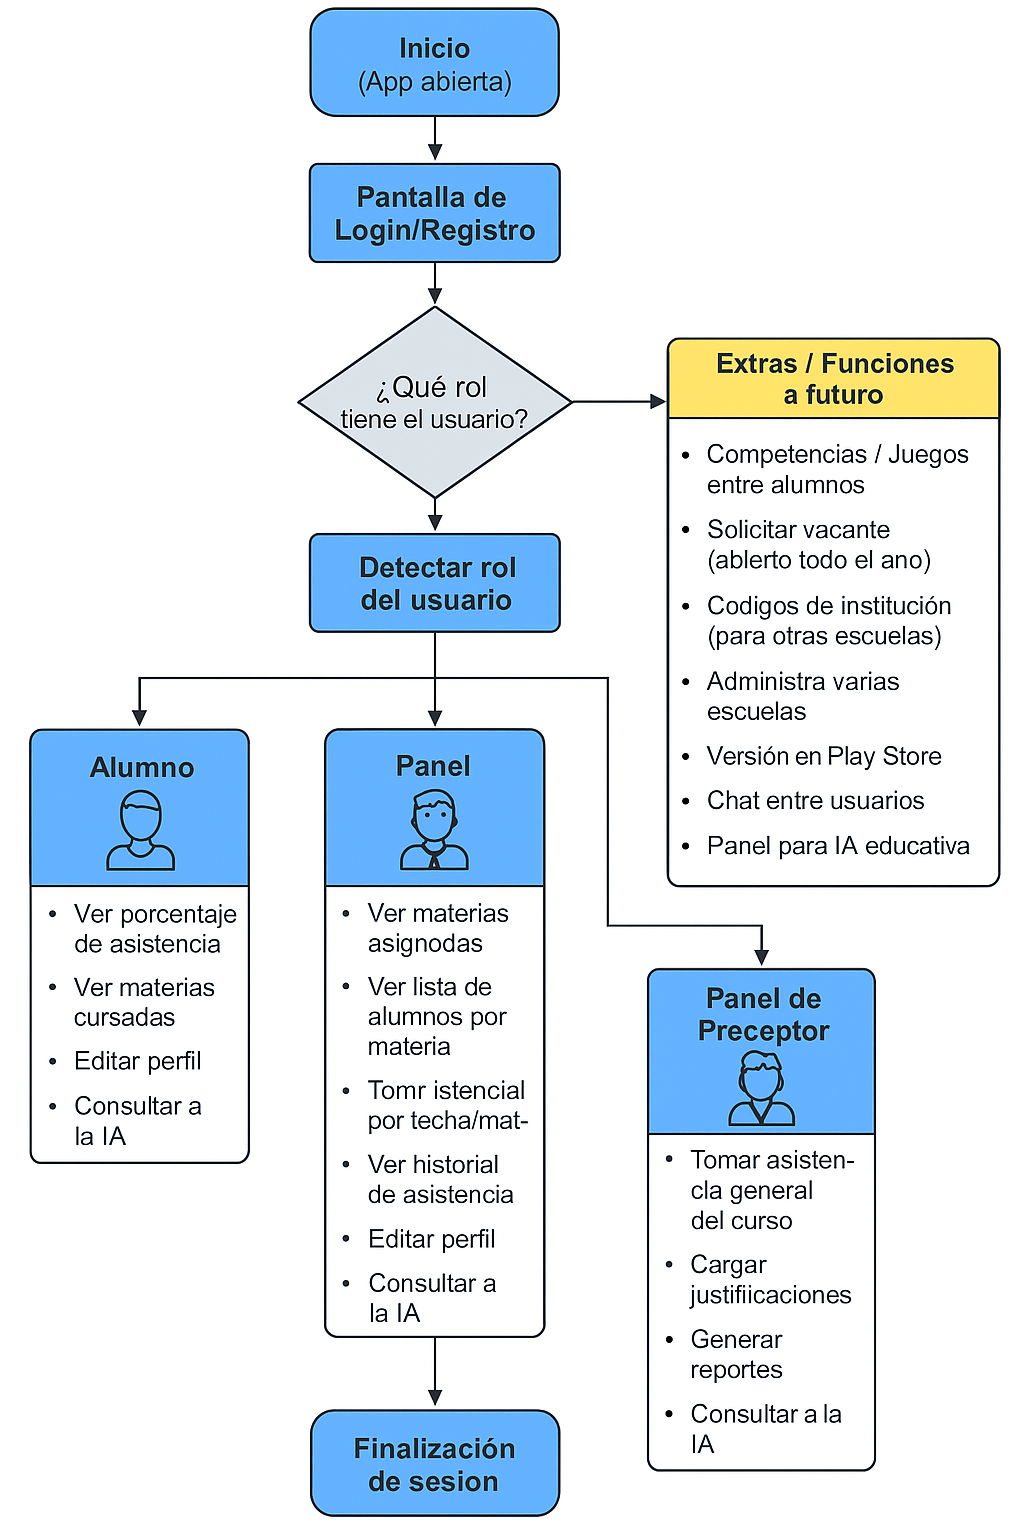 Inicio
(App abierta)
Pantalla de
Login/Registro
¿Qué rol
tiene el usuario?
Extras / Funciones
a futuro
• Competencias / Juegos
entre alumnos
• Solicitar vacante
(abierto todo el ano)
• Codigos de institución
(para otras escuelas)
• Administra varias
escuelas
• Versión en Play Store
• Chat entre usuarios
• Panel para IA educativa
Detectar rol
del usuario
Alumno
• Ver porcentaje
de asistencia
• Ver materias
cursadas
• Editar perfil
• Consultar a
la IA
Panel
• Ver materias
asignodas
• Ver lista de
alumnos por
materia
• Tomr istencial
por techa/mat-
• Ver historial
de asistencia
• Editar perfil
• Consultar a
la IA
Panel de
Preceptor
• Tomar asisten-
cla general
del curso
• Cargar
justifiicaciones
• Generar
reportes
• Consultar a la
IA
Finalización
de sesion